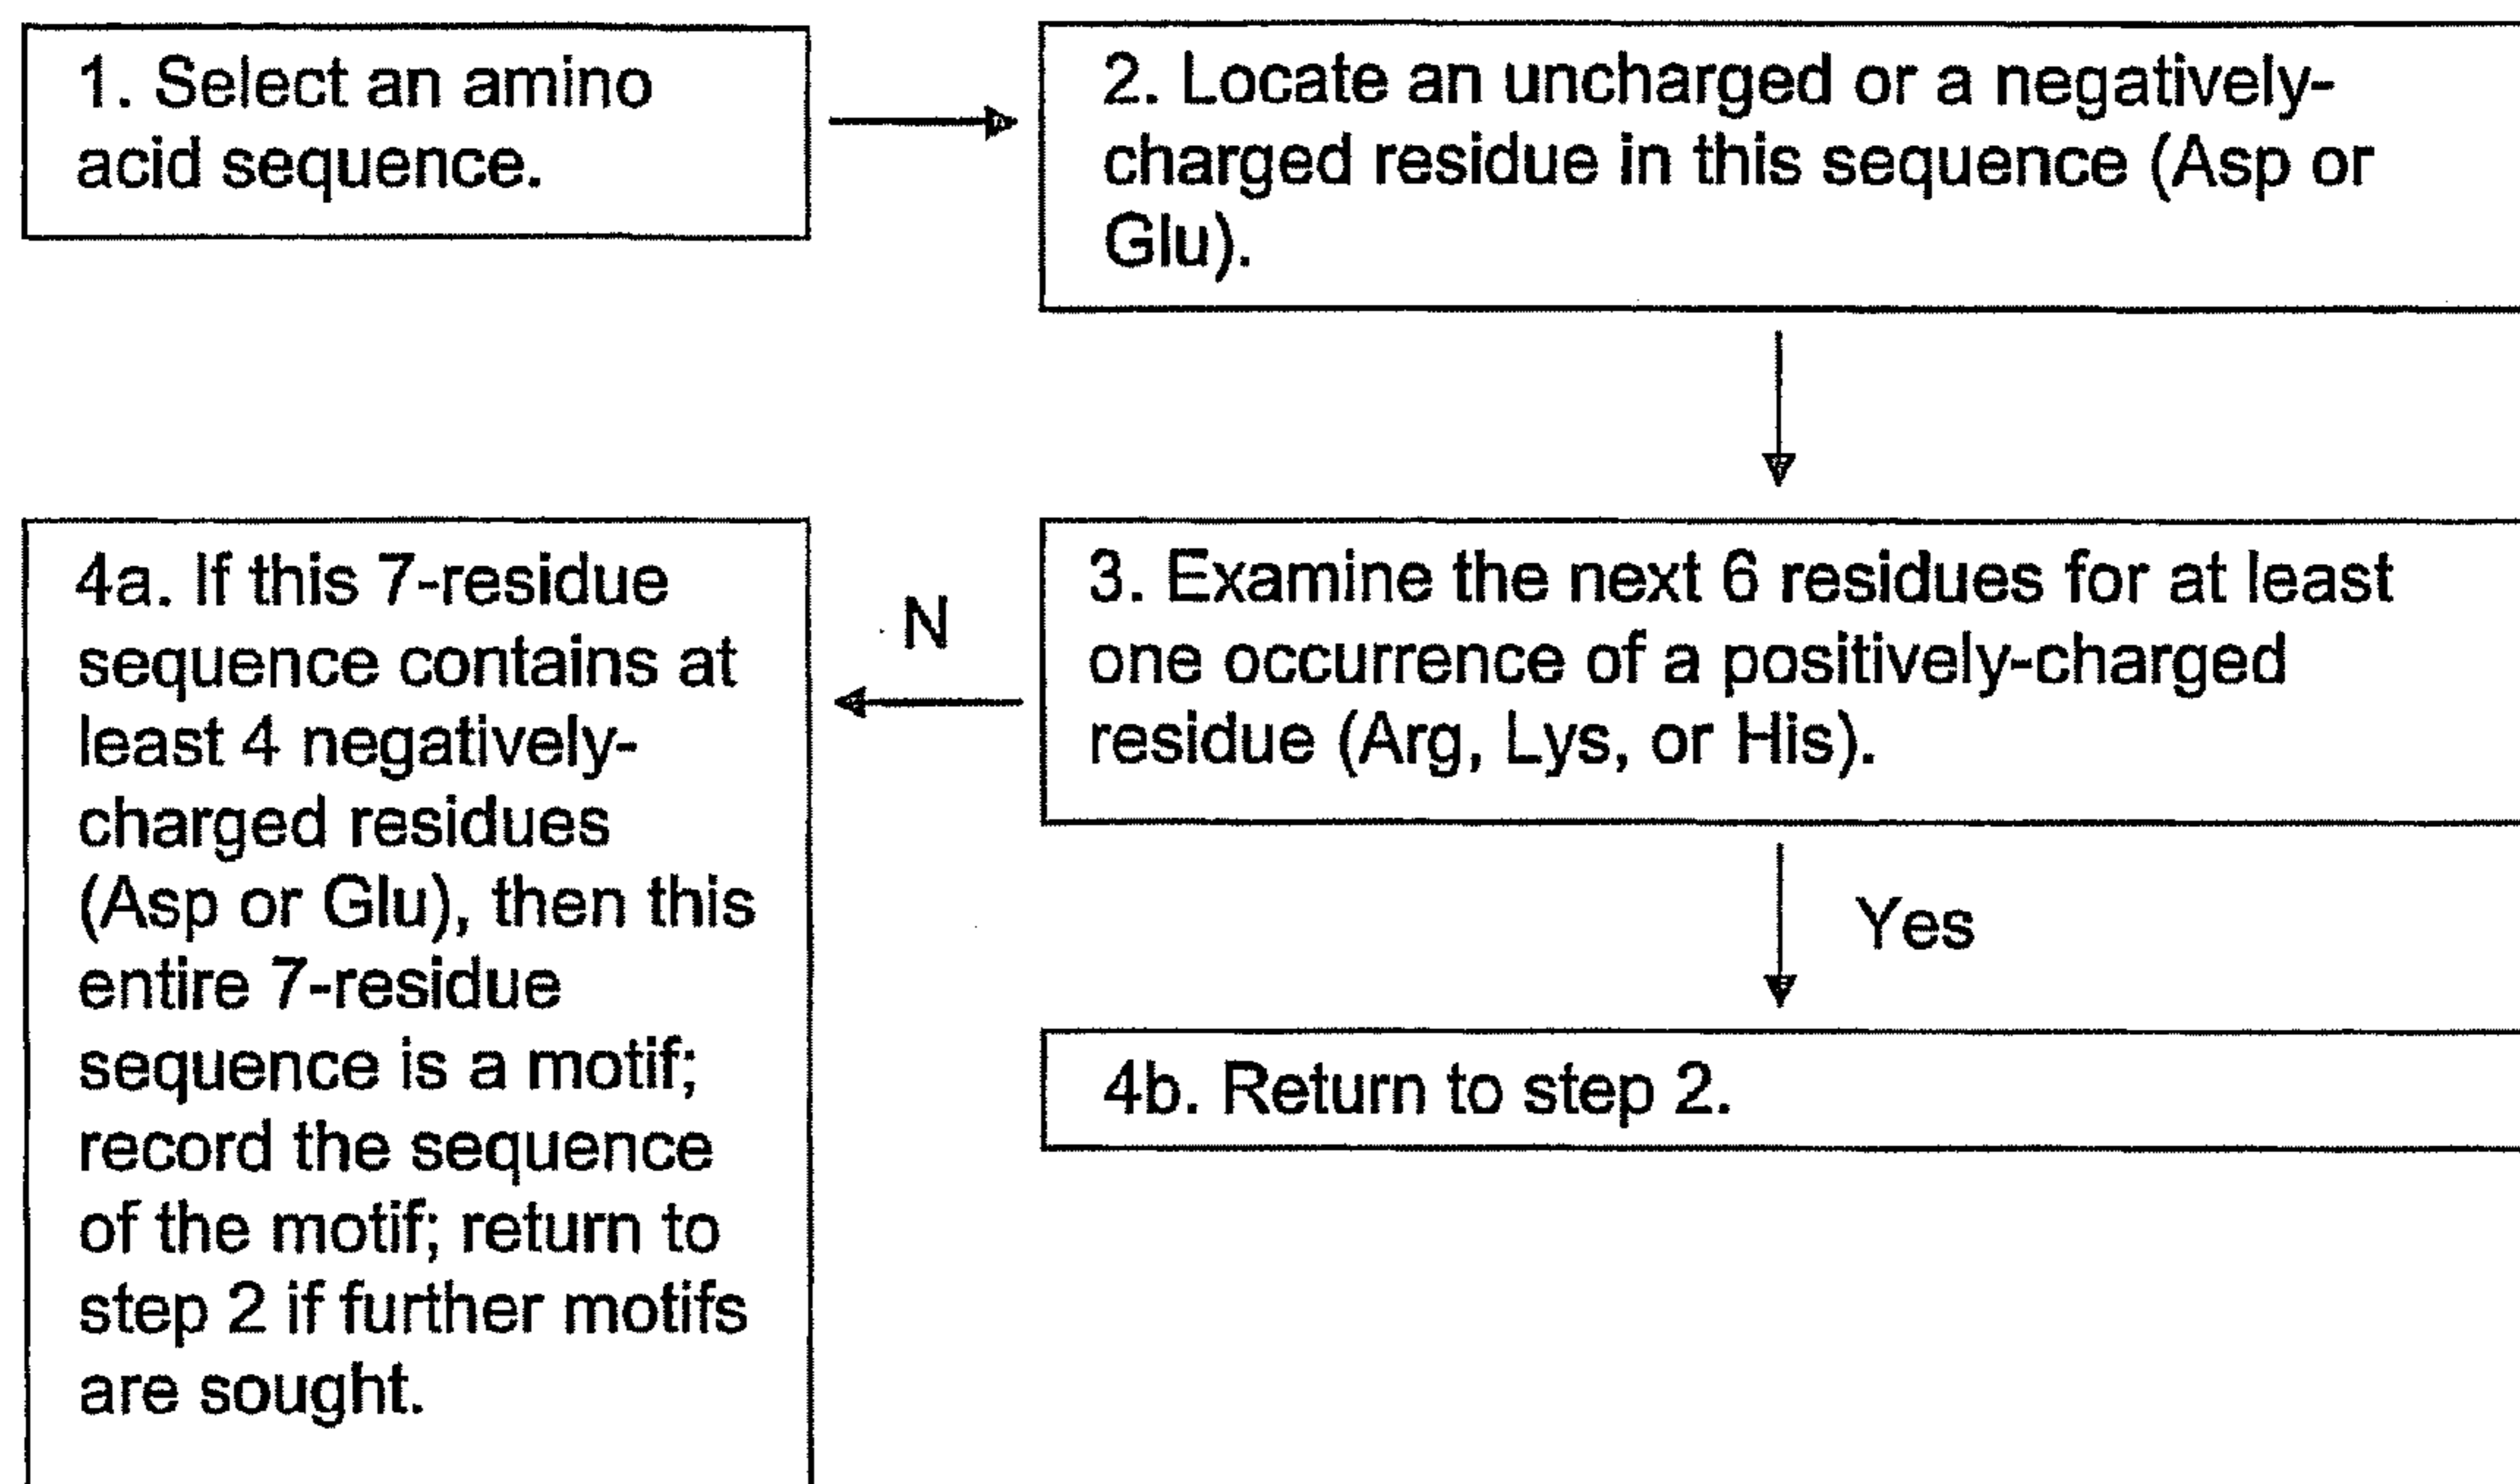 1. Select an amino
acid sequence.
2. Locate an uncharged or a negatively-
charged residue in this sequence (Asp or
Glu).
3. Examine the next 6 residues for at least
one occurrence of a positively-charged
residue (Arg, Lys, or His).
N
4a. If this 7-residue
sequence contains at
least 4 negatively-
charged residues
(Asp or Glu), then this
entire 7-residue
sequence is a motif;
record the sequence
of the motif; return to
step 2 if further motifs
are sought.
Yes
4b. Return to step 2.